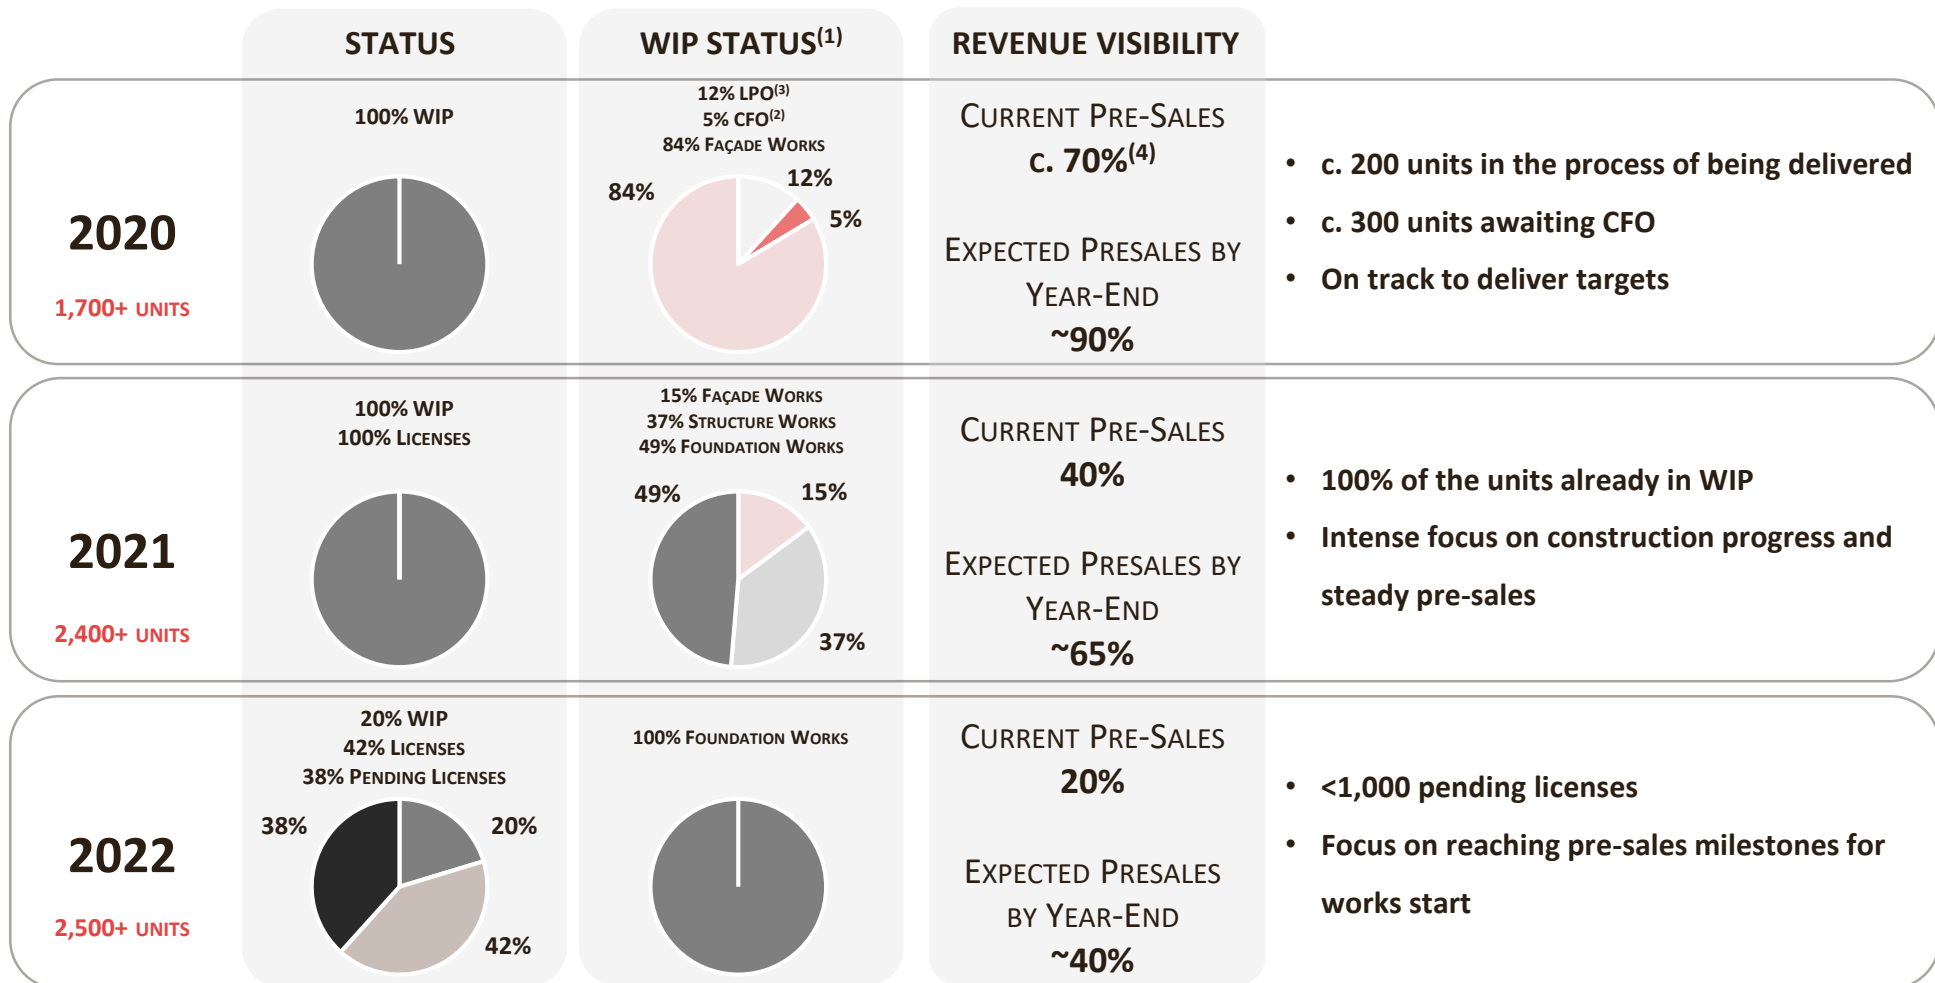 STATUS
WIP STATUS(1)
REVENUE VISIBILITY
2020
1,700+ UNITS
100% WIP
12% LPO(3)
5% CFO(2)
84% FAÇADE WORKS
84%
12%
5%
CURRENT PRE-SALES
c. 70%(4)
EXPECTED PRESALES BY
YEAR-END
~90%
• c. 200 units in the process of being delivered
• c. 300 units awaiting CFO
• On track to deliver targets
2021
2,400+ UNITS
100% WIP
100% LICENSES
15% FAÇADE WORKS
37% STRUCTURE WORKS
49% FOUNDATION WORKS
49%
15%
37%
CURRENT PRE-SALES
40%
EXPECTED PRESALES BY
YEAR-END
~65%
• 100% of the units already in WIP
• Intense focus on construction progress and
steady pre-sales
2022
2,500+ UNITS
20% WIP
42% LICENSES
38% PENDING LICENSES
38%
20%
42%
100% FOUNDATION WORKS
CURRENT PRE-SALES
20%
EXPECTED PRESALES
BY YEAR-END
~40%
• <1,000 pending licenses
• Focus on reaching pre-sales milestones for
works start